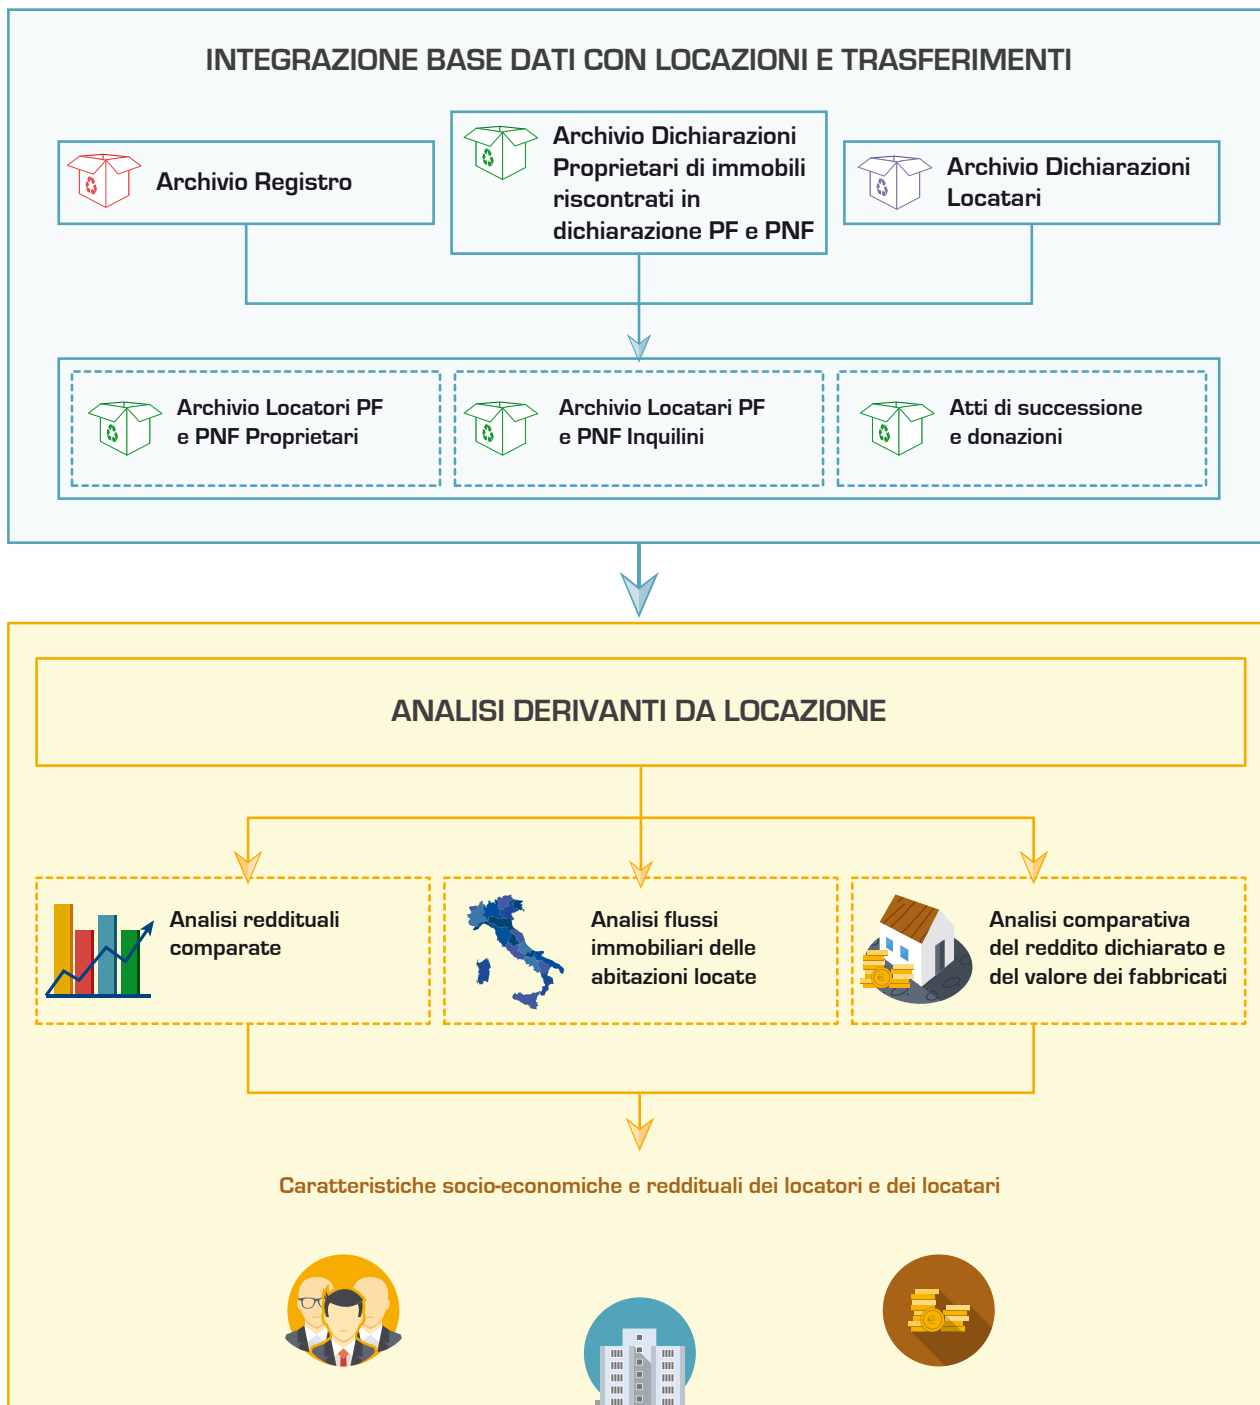 INTEGRAZIONE BASE DATI CON LOCAZIONI E TRASFERIMENTI
Archivio Registro
Archivio Dichiarazioni
Proprietari di immobili
riscontrati in
dichiarazione PF e PNF
Archivio Dichiarazioni
Locatari
Archivio Locatori PF
e PNF Proprietari
Archivio Locatari PF
e PNF Inquilini
Atti di successione
e donazioni
ANALISI DERIVANTI DA LOCAZIONE
Analisi reddituali
comparate
Analisi flussi
immobiliari delle
abitazioni locate
Analisi comparativa
del reddito dichiarato e
del valore dei fabbricati
Caratteristiche socio-economiche e reddituali dei locatori e dei locatari